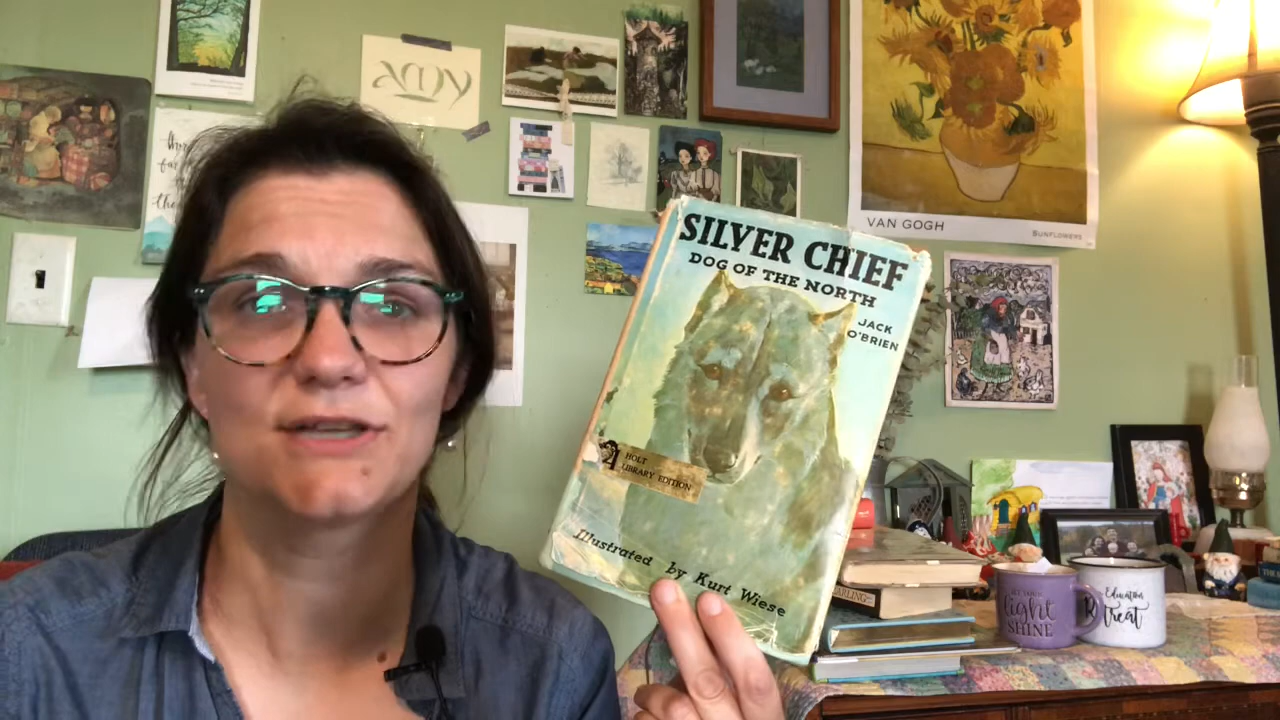 amy
VAN GOGH
SUNFLOWERS
SILVER CHIEF
DOG OF THE NORTH
JACK
O'BRIEN
HOLT
LIBRARY EDITION
Illustrated by Kurt Wiese
light
SHINE
Education
Retreat